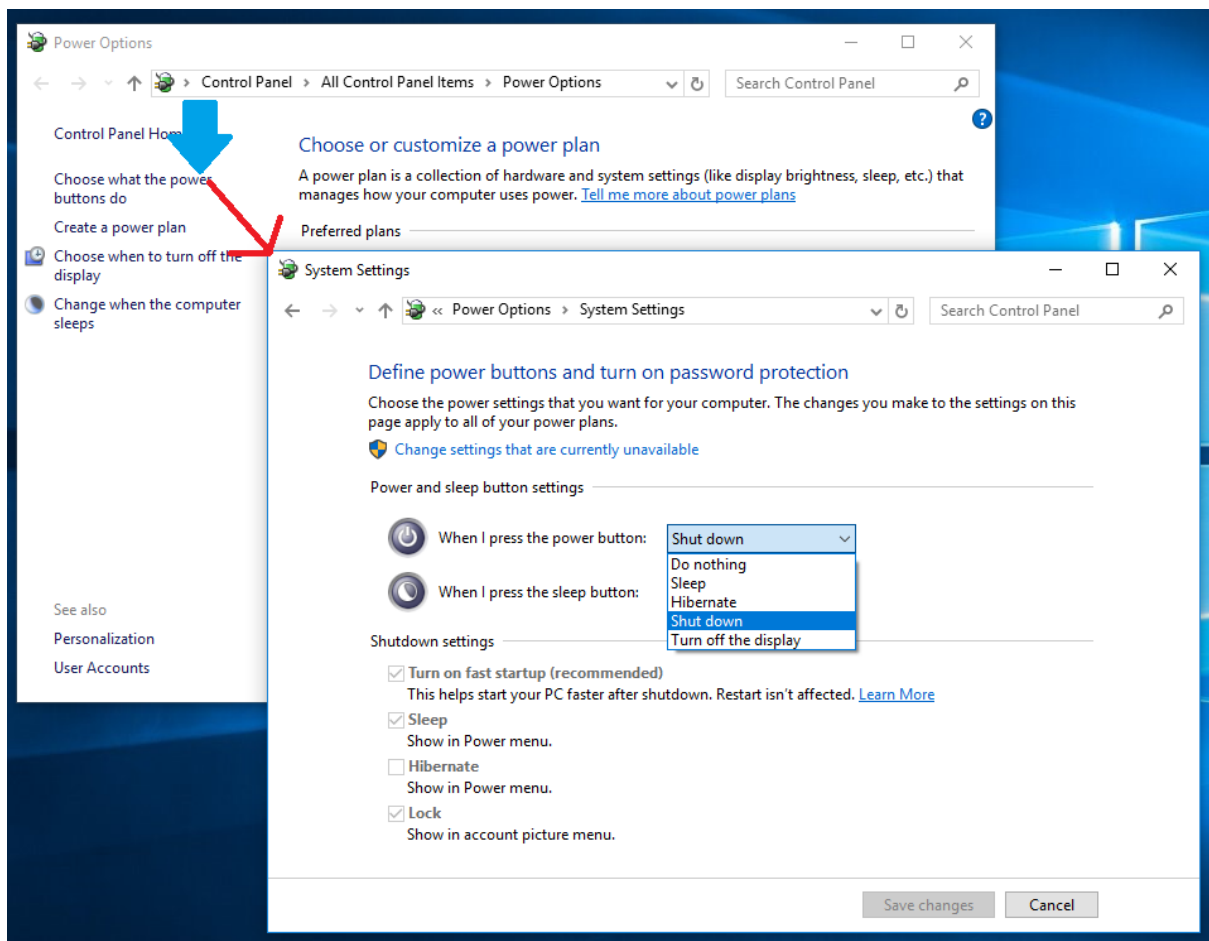 Power Options
Control Panel > All Control Panel Items > Power Options
Search Control Panel
Control Panel Hom
Choose what the power
buttons do
Create a power plan
Choose when to turn off the
display
Change when the computer
sleeps
See also
Personalization
User Accounts
?
Choose or customize a power plan
A power plan is a collection of hardware and system settings (like display brightness, sleep, etc.) that
manages how your computer uses power. Tell me more about power plans
Preferred plans
System Settings
« Power Options > System Settings
Search Control Panel
Define power buttons and turn on password protection
Choose the power settings that you want for your computer. The changes you make to the settings on this
page apply to all of your power plans.
Change settings that are currently unavailable
Power and sleep button settings
When I press the power button: Shut down
Do nothing
Sleep
Hibernate
Shut down
Turn off the display
When I press the sleep button:
Shutdown settings
Turn on fast startup (recommended)
This helps start your PC faster after shutdown. Restart isn't affected. Learn More
Sleep
Show in Power menu.
Hibernate
Show in Power menu.
Lock
Show in account picture menu.
Save changes
Cancel